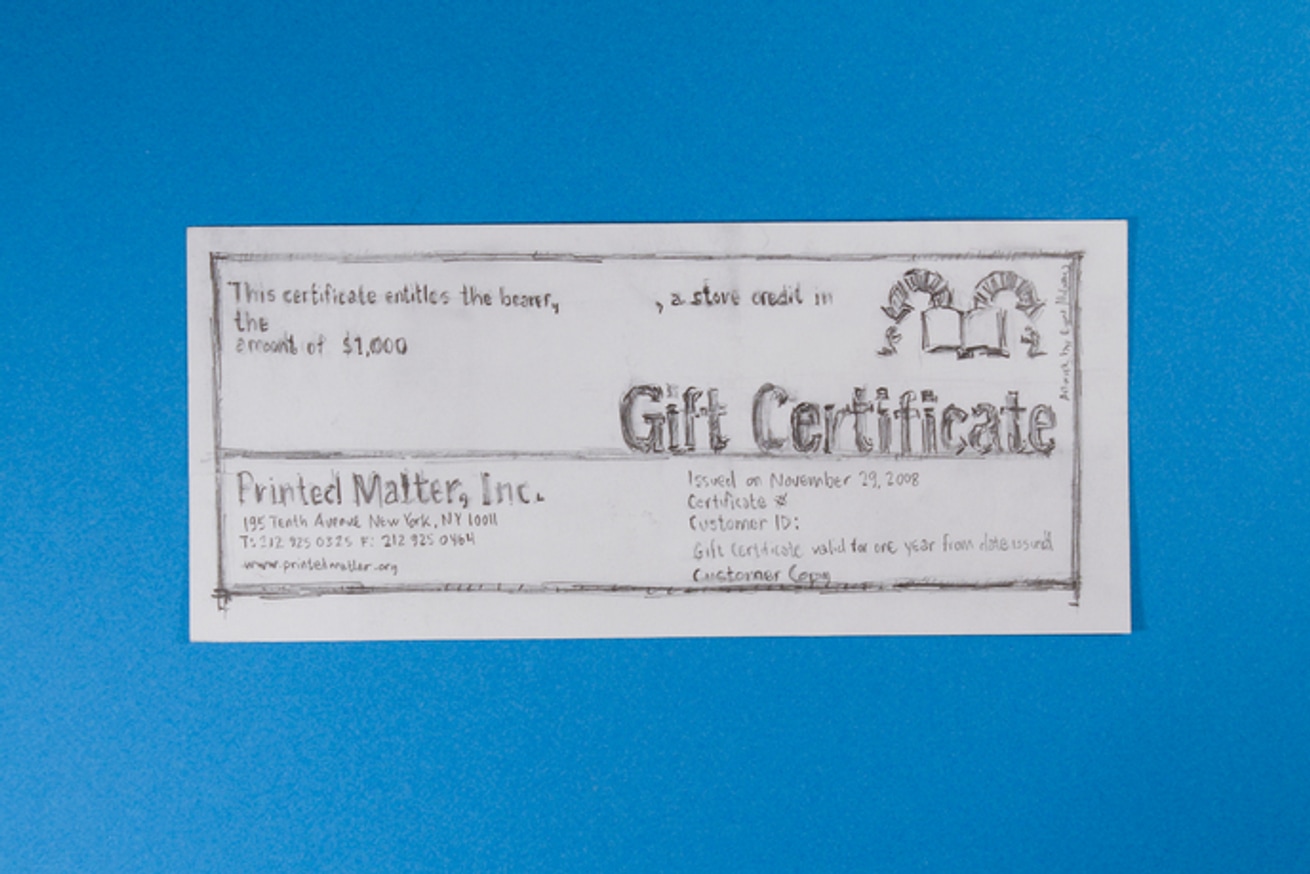 This certificate entitles the bearer, , a store credit in
the
amount of $1,000
Gift Certificate
Printed Matter, Inc.
195 Tenth Avenue New York, NY 10011
T: 212 925 0325 F: 212 925 0464
www.printedmatter.org
Issued on November 29, 2008
Certificate #
Customer ID:
Gift Certificate valid for one year from date issued
Customer Copy